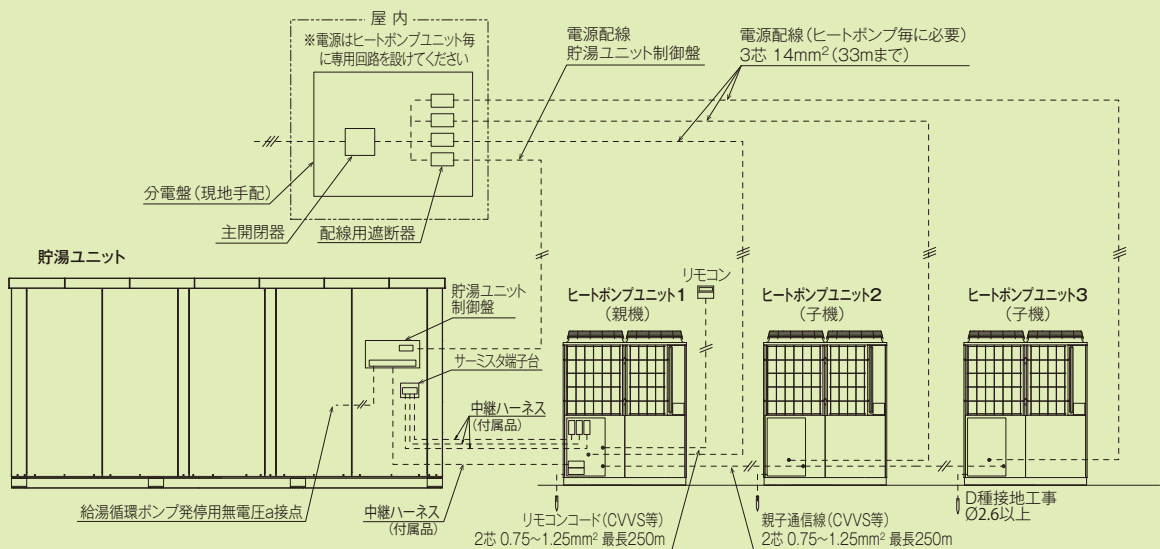 屋 内
※電源はヒートポンプユニット毎
に専用回路を設けてください
電源配線
貯湯ユニット制御盤
電源配線(ヒートポンプ毎に必要)
3芯 14mm² (33mまで)
分電盤(現地手配)
主開閉器
配線用遮断器
貯湯ユニット
貯湯ユニット
制御盤
サーミスタ端子台
中継ハーネス
(付属品)
リモコン
ヒートポンプユニット1
(親機)
ヒートポンプユニット2
(子機)
ヒートポンプユニット3
(子機)
給湯循環ポンプ発停用無電圧a接点
中継ハーネス
(付属品)
リモコンコード(CVVS等)
2芯 0.75~1.25mm² 最長250m
親子通信線(CVVS等)
2芯 0.75~1.25mm² 最長250m
D種接地工事
Ø2.6以上